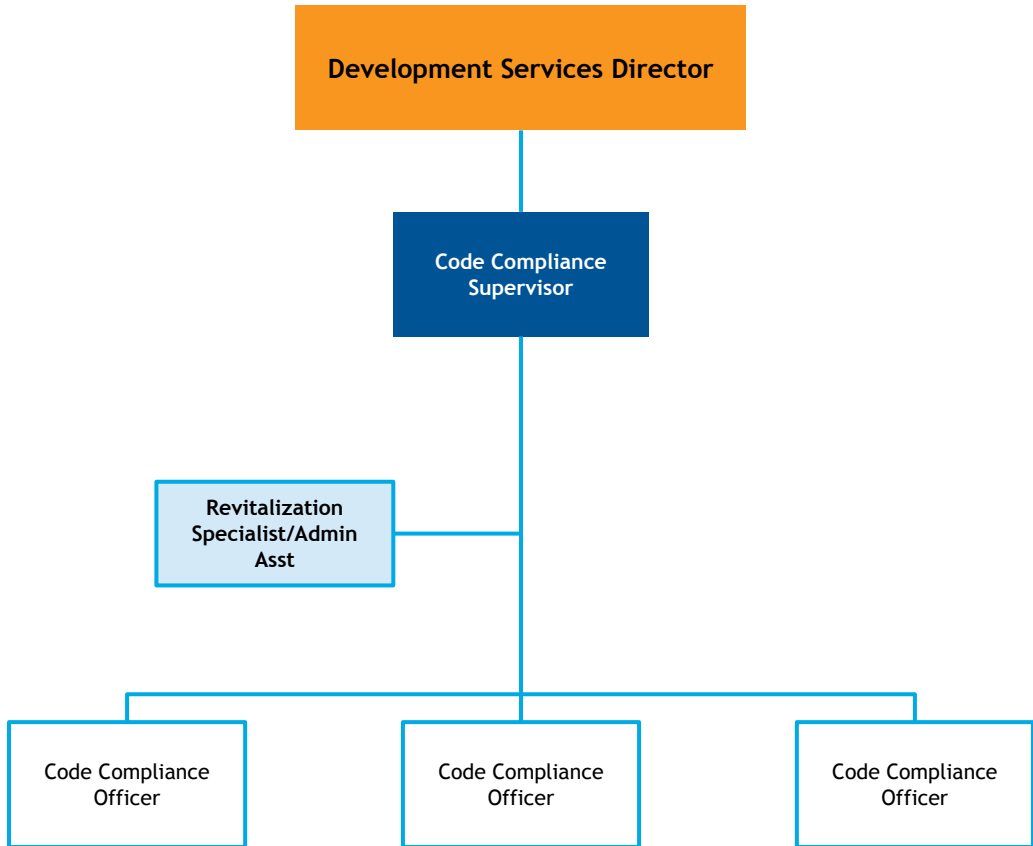 Development Services Director
Code Compliance
Supervisor
Revitalization
Specialist/Admin
Asst
Code Compliance
Officer
Code Compliance
Officer
Code Compliance
Officer